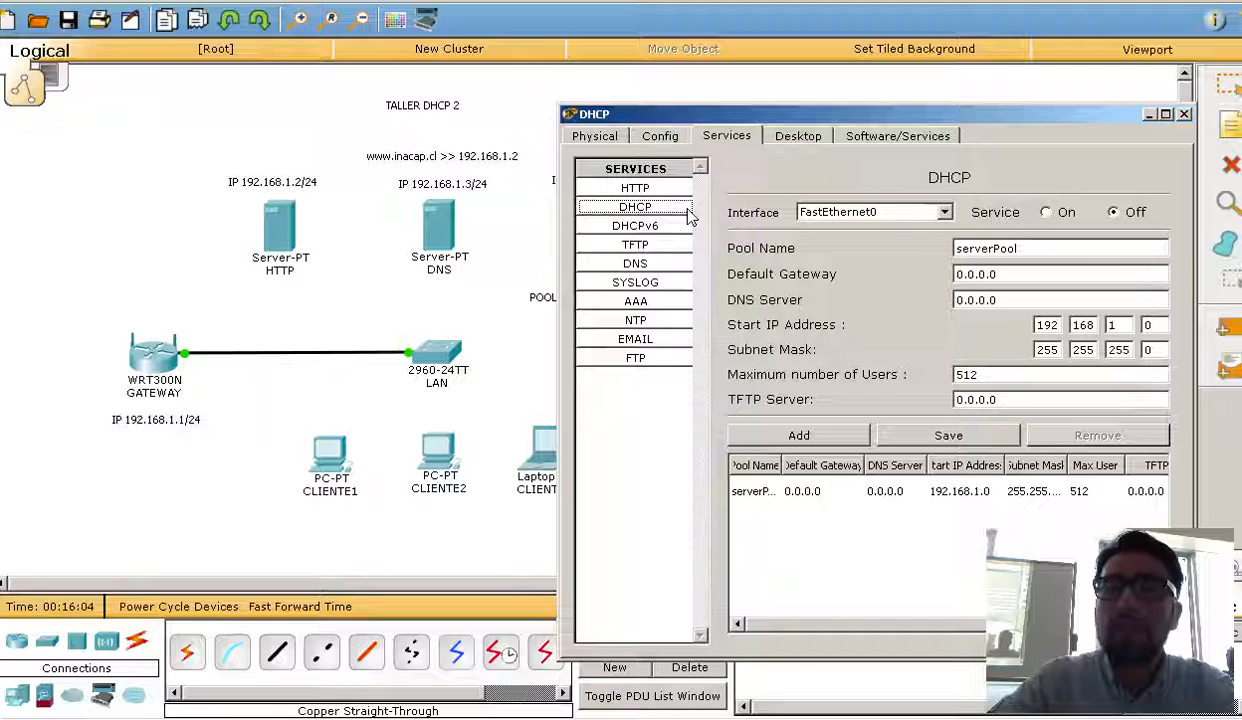 Logical
[Root]
New Cluster
Move Object
Set Tiled Background
Viewport
TALLER DHCP 2
www.inacap.cl >> 192.168.1.2
IP 192.168.1.2/24
IP 192.168.1.3/24
Server-PT
HTTP
Server-PT
DNS
POOL
WRT300N
GATEWAY
IP 192.168.1.1/24
2960-24TT
LAN
PC-PT
CLIENTE1
PC-PT
CLIENTE2
Laptop
CLIENT
DHCP
Physical
Config
Services
Desktop
Software/Services
SERVICES
HTTP
DHCP
DHCPv6
TFTP
DNS
SYSLOG
AAA
NTP
EMAIL
FTP
DHCP
Interface FastEthernet0 Service On Off
Pool Name serverPool
Default Gateway 0.0.0.0
DNS Server 0.0.0.0
Start IP Address : 192 168 1 0
Subnet Mask: 255 255 255 0
Maximum number of Users : 512
TFTP Server: 0.0.0.0
Add Save Remove
Pool Name Default Gateway DNS Server tart IP Addres: Subnet Mask Max User TFTP
serverP... 0.0.0.0 0.0.0.0 192.168.1.0 255.255.... 512 0.0.0.0
Time: 00:16:04 Power Cycle Devices Fast Forward Time
Connections
New Delete
Toggle PDU List Window
Copper Straight-Through